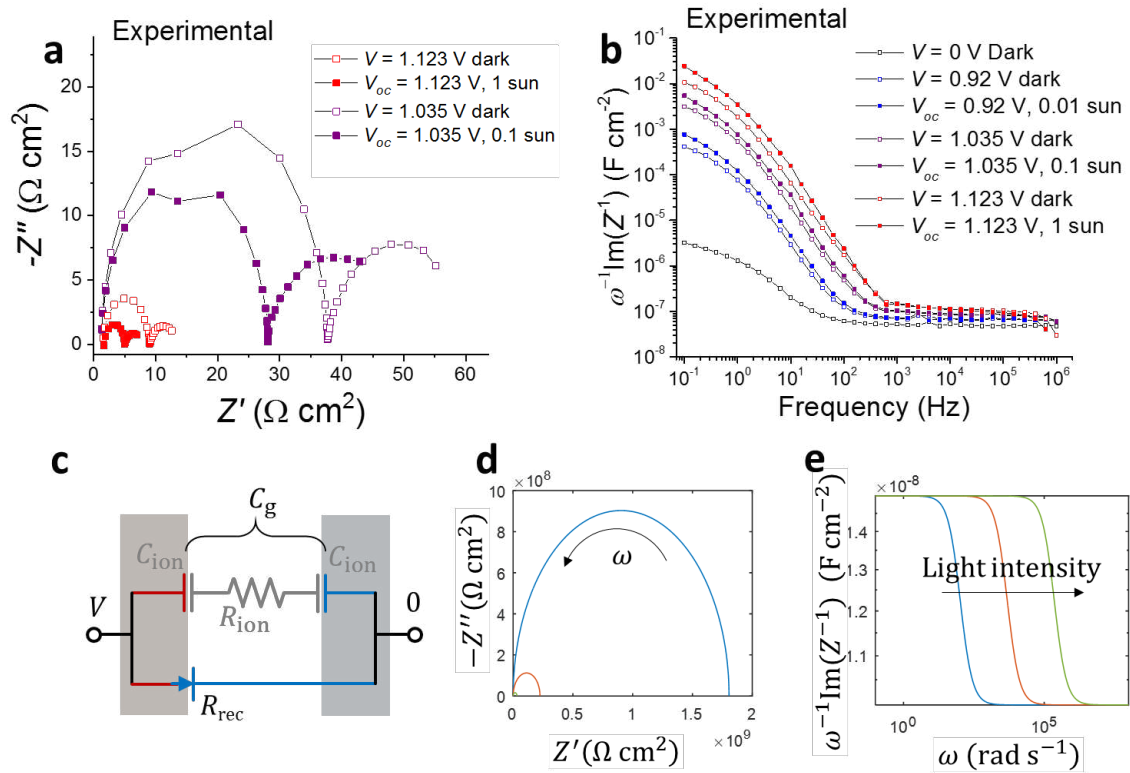 Experimental
a
V = 1.123 V dark
Voc = 1.123 V, 1 sun
V = 1.035 V dark
Voc = 1.035 V, 0.1 sun
20
15
10
5
0
-Z″ (Ω cm²)
0 10 20 30 40 50 60
Z′ (Ω cm²)
Experimental
b
V = 0 V Dark
V = 0.92 V dark
Voc = 0.92 V, 0.01 sun
V = 1.035 V dark
Voc = 1.035 V, 0.1 sun
V = 1.123 V dark
Voc = 1.123 V, 1 sun
10⁻¹
10⁻²
10⁻³
10⁻⁴
10⁻⁵
10⁻⁶
10⁻⁷
10⁻⁸
ω⁻¹Im(Z⁻¹) (F cm⁻²)
10⁻¹ 10⁰ 10¹ 10² 10³ 10⁴ 10⁵ 10⁶
Frequency (Hz)
c
Cg
Cion Cion
V 0
Rion
Rrec
d
×10⁸
10
8
6
4
2
0
−Z″ (Ω cm²)
ω
0 0.5 1 1.5 2
×10⁹
Z′(Ω cm²)
e
×10⁻⁸
1.4
1.3
1.2
1.1
ω⁻¹Im(Z⁻¹) (F cm⁻²)
Light intensity
10⁰ 10⁵
ω (rad s⁻¹)